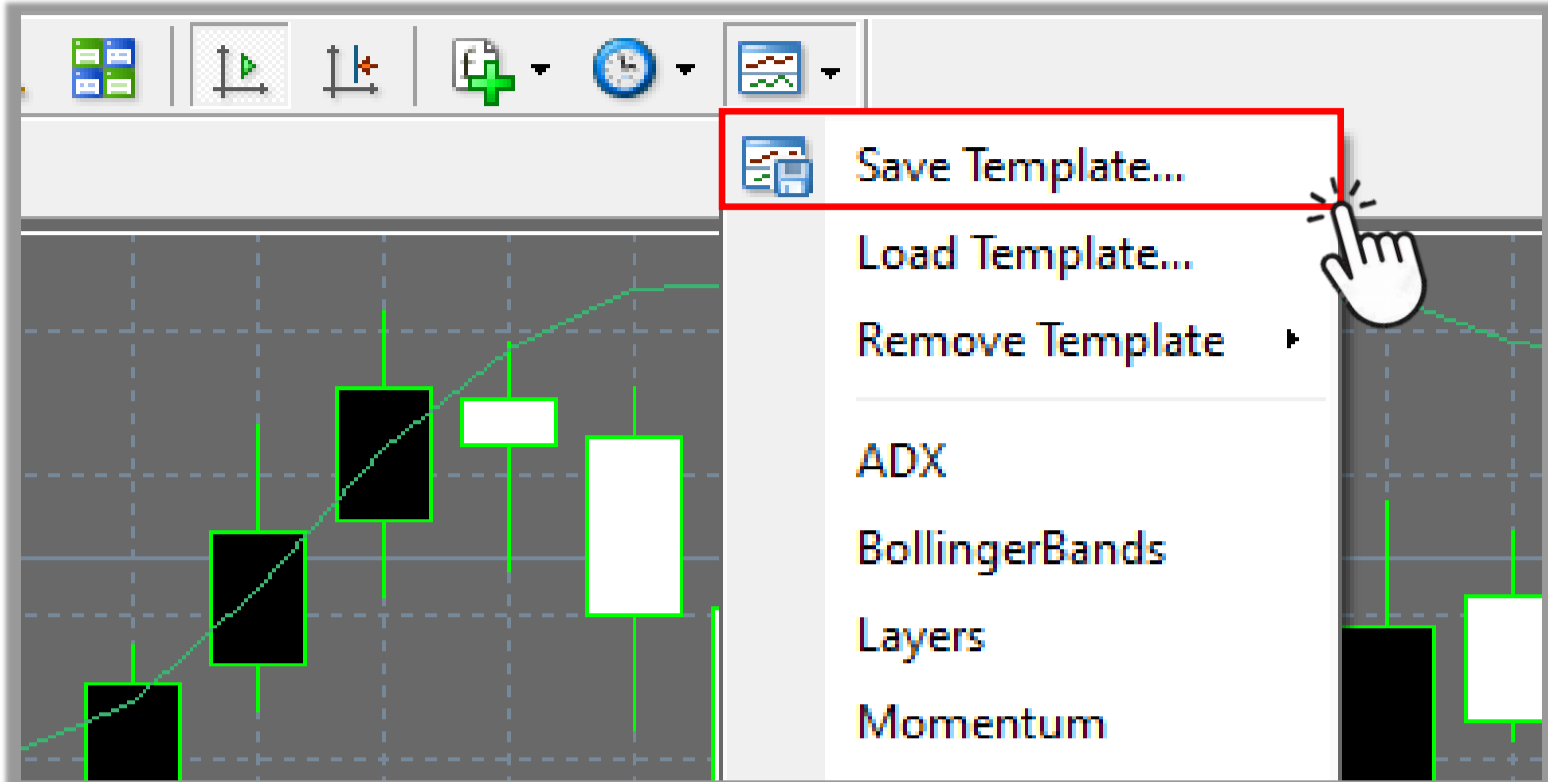 Save Template...
Load Template...
Remove Template
ADX
BollingerBands
Layers
Momentum